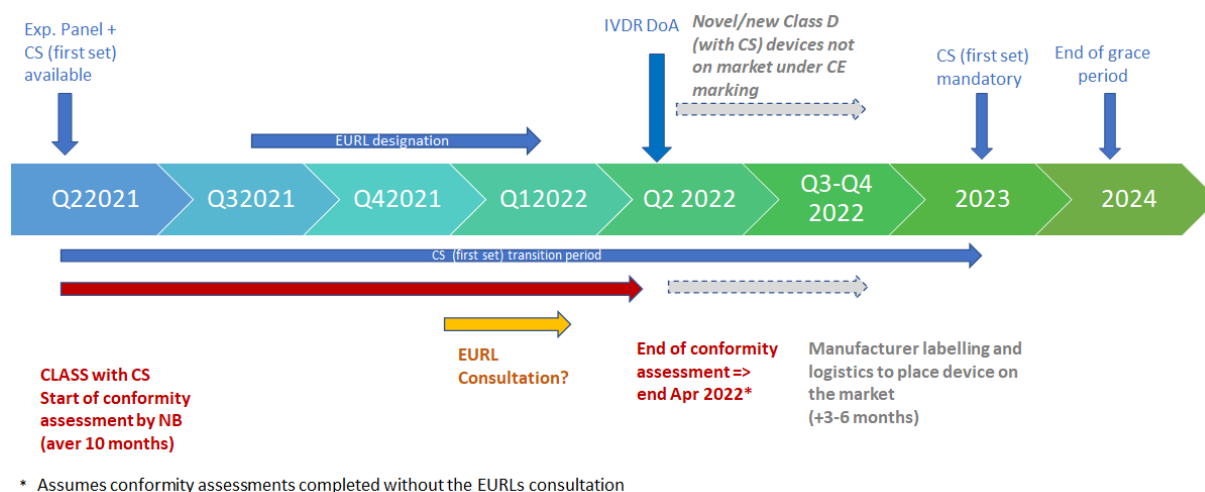 Exp. Panel +
CS (first set)
available
IVDR DoA
Novel/new Class D
(with CS) devices not
on market under CE
marking
CS (first set)
mandatory
End of grace
period
EURL designation
Q22021
Q32021
Q42021
Q12022
Q2 2022
Q3-Q4
2022
2023
2024
CS (first set) transition period
CLASS with CS
Start of conformity
assessment by NB
(aver 10 months)
EURL
Consultation?
End of conformity
assessment =>
end Apr 2022*
Manufacturer labelling and
logistics to place device on
the market
(+3-6 months)
* Assumes conformity assessments completed without the EURLs consultation